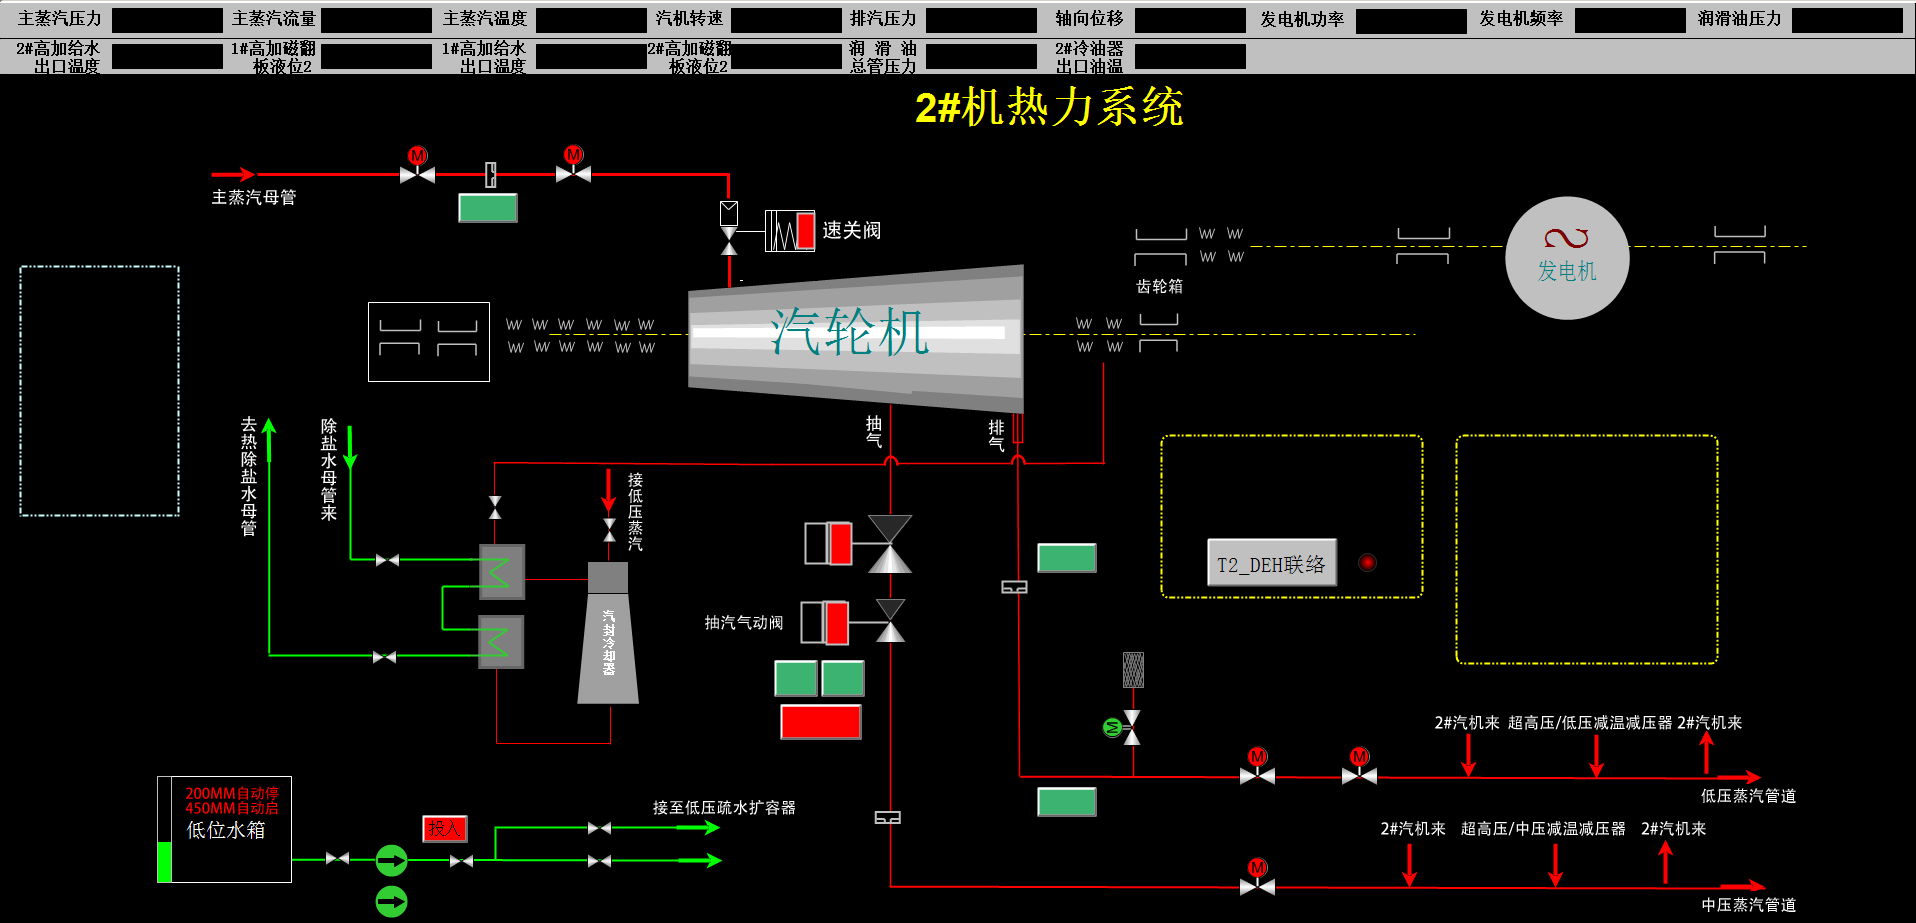 主蒸汽压力 主蒸汽流量 主蒸汽温度 汽机转速 排汽压力 轴向位移 发电机功率 发电机频率 润滑油压力
2#高加给水 1#高加磁翻 1#高加给水 2#高加磁翻 润 滑 油 2#冷油器
出口温度 板液位2 出口温度 板液位2 总管压力 出口油温
2#机热力系统
M
M
主蒸汽母管
速关阀
发电机
齿轮箱
汽轮机
抽气
排气
去热除盐水母管
除盐水母管来
接低压蒸汽
T2_DEH联络
汽封冷却器
抽汽气动阀
M
2#汽机来 超高压/低压减温减压器 2#汽机来
M
M
低压蒸汽管道
200MM自动停
450MM自动启
低位水箱
投入
接至低压疏水扩容器
2#汽机来 超高压/中压减温减压器 2#汽机来
M
中压蒸汽管道